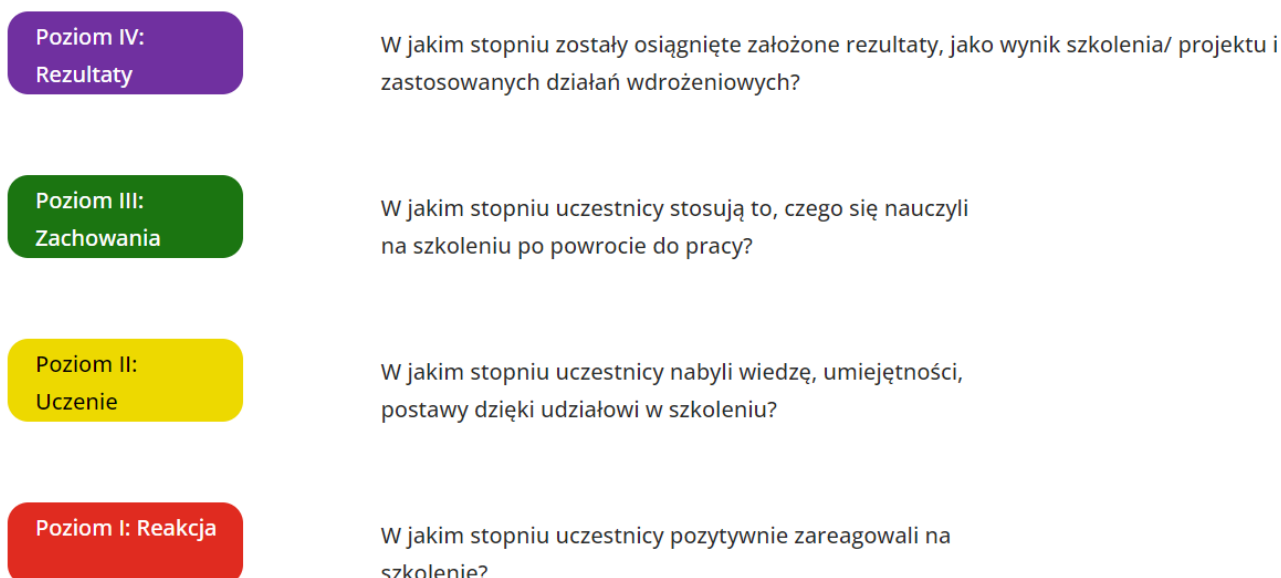 Poziom IV:
Rezultaty
W jakim stopniu zostały osiągnięte założone rezultaty, jako wynik szkolenia/ projektu i
zastosowanych działań wdrożeniowych?
Poziom III:
Zachowania
W jakim stopniu uczestnicy stosują to, czego się nauczyli
na szkoleniu po powrocie do pracy?
Poziom II:
Uczenie
W jakim stopniu uczestnicy nabyli wiedzę, umiejętności,
postawy dzięki udziałowi w szkoleniu?
Poziom I: Reakcja
W jakim stopniu uczestnicy pozytywnie zareagowali na
szkolenie?